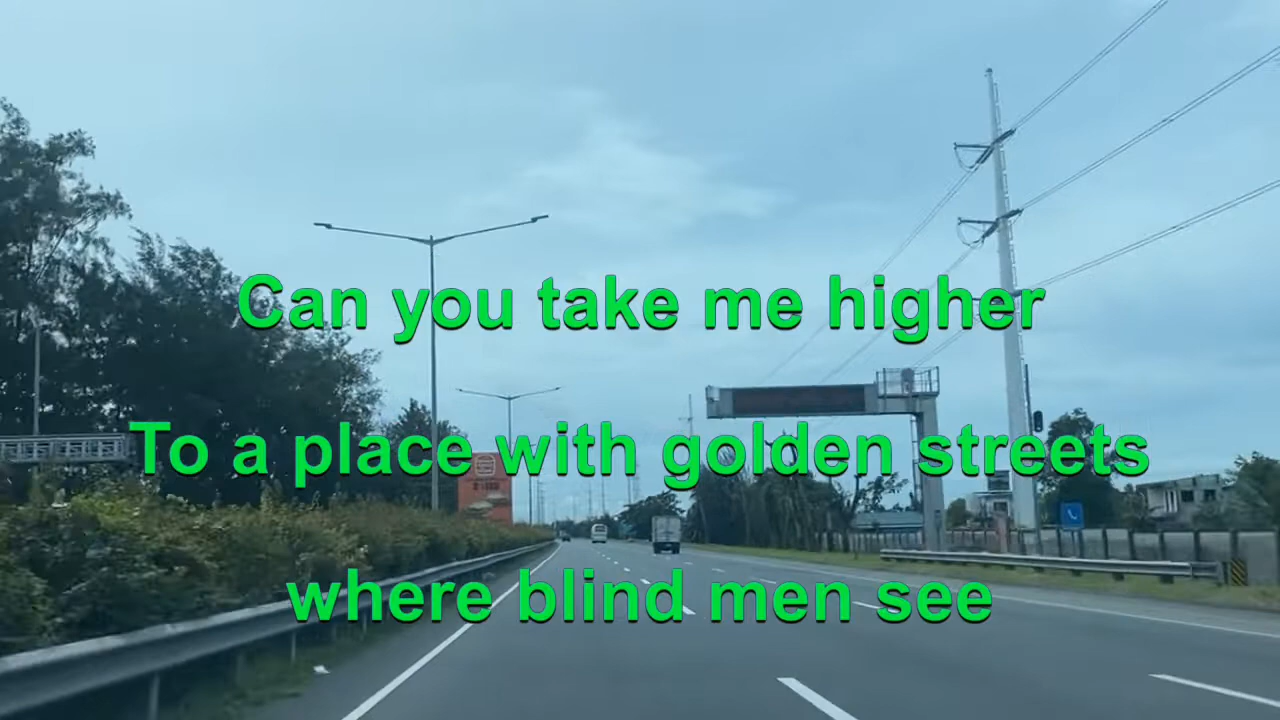 Can you take me higher
To a place with golden streets
where blind men see